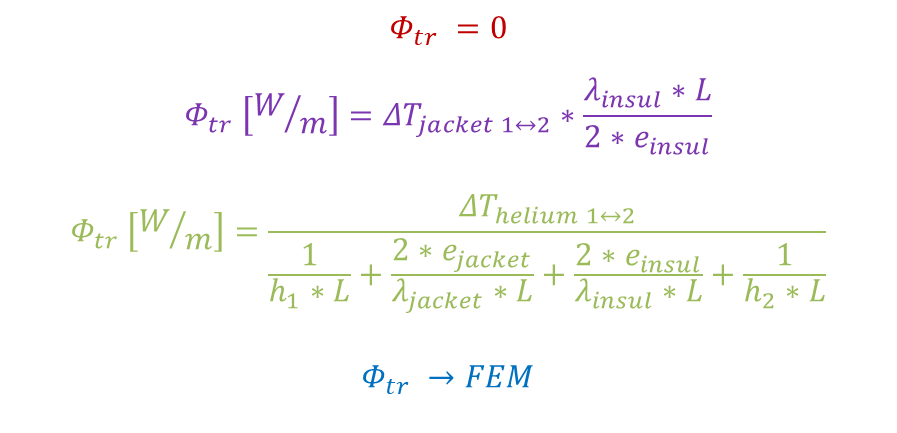 Φ_tr = 0
Φ_tr [W/m] = ΔT_jacket 1↔2 * (λ_insul * L)/(2 * e_insul)
Φ_tr [W/m] = ΔT_helium 1↔2/(1/(h_1 * L) + (2 * e_jacket)/(λ_jacket * L) + (2 * e_insul)/(λ_insul * L) + 1/(h_2 * L))
Φ_tr → FEM